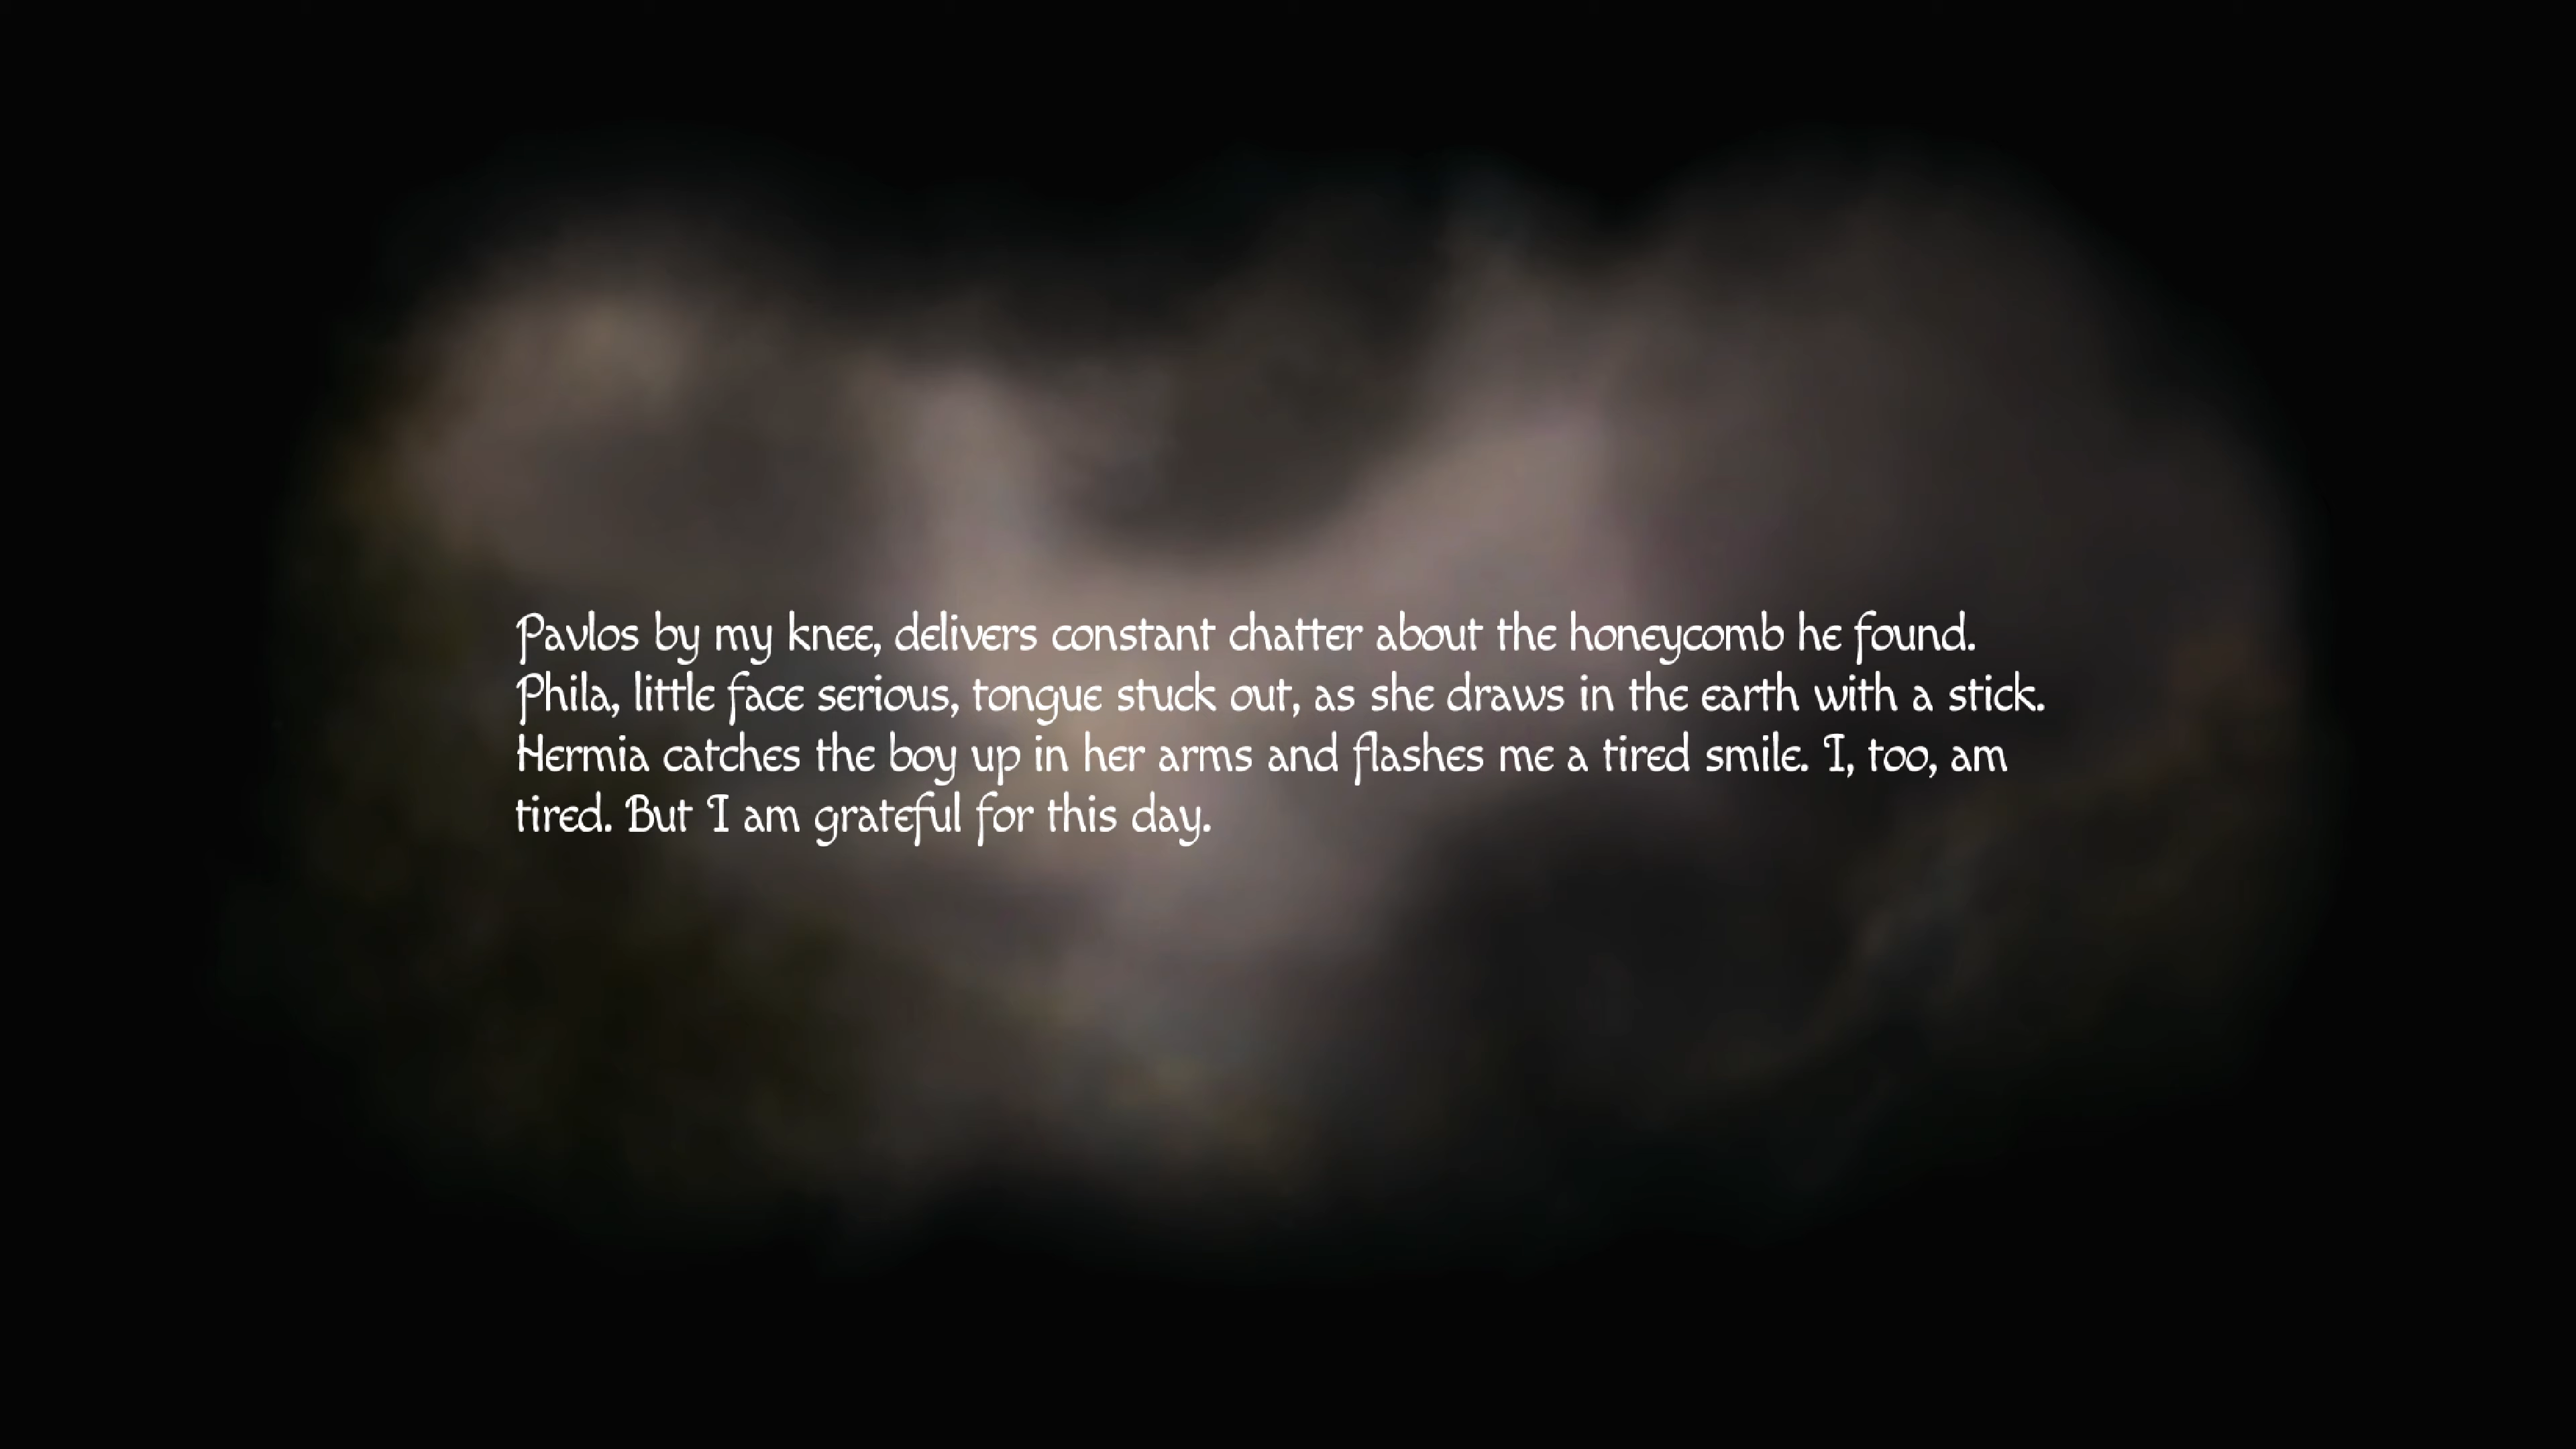 Pavlos by my knee, delivers constant chatter about the honeycomb he found.
Phila, little face serious, tongue stuck out, as she draws in the earth with a stick.
Hermia catches the boy up in her arms and flashes me a tired smile. I, too, am
tired. But I am grateful for this day.